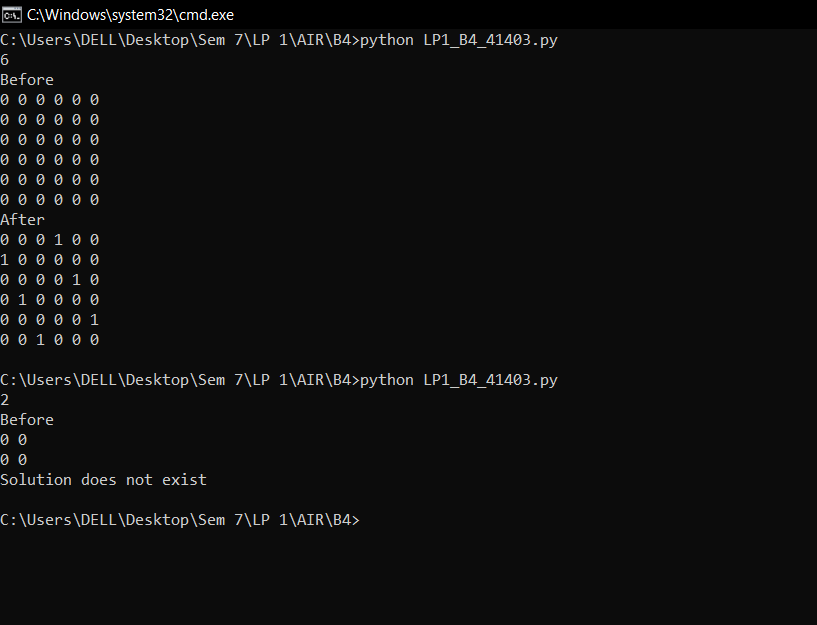 C:\Windows\system32\cmd.exe
C:\Users\DELL\Desktop\Sem 7\LP 1\AIR\B4>python LP1_B4_41403.py
6
Before
0 0 0 0 0 0
0 0 0 0 0 0
0 0 0 0 0 0
0 0 0 0 0 0
0 0 0 0 0 0
0 0 0 0 0 0
After
0 0 0 1 0 0
1 0 0 0 0 0
0 0 0 0 1 0
0 1 0 0 0 0
0 0 0 0 0 1
0 0 1 0 0 0
C:\Users\DELL\Desktop\Sem 7\LP 1\AIR\B4>python LP1_B4_41403.py
2
Before
0 0
0 0
Solution does not exist
C:\Users\DELL\Desktop\Sem 7\LP 1\AIR\B4>